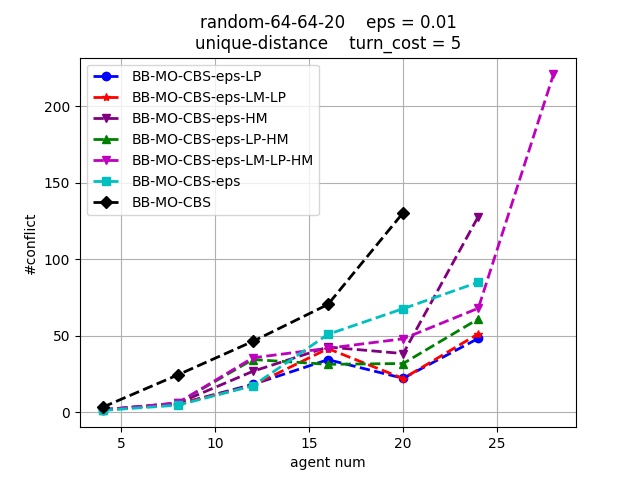 random-64-64-20    eps = 0.01
unique-distance    turn_cost = 5
BB-MO-CBS-eps-LP
BB-MO-CBS-eps-LM-LP
BB-MO-CBS-eps-HM
BB-MO-CBS-eps-LP-HM
BB-MO-CBS-eps-LM-LP-HM
BB-MO-CBS-eps
BB-MO-CBS
#conflict
200
150
100
50
0
5 10 15 20 25
agent num